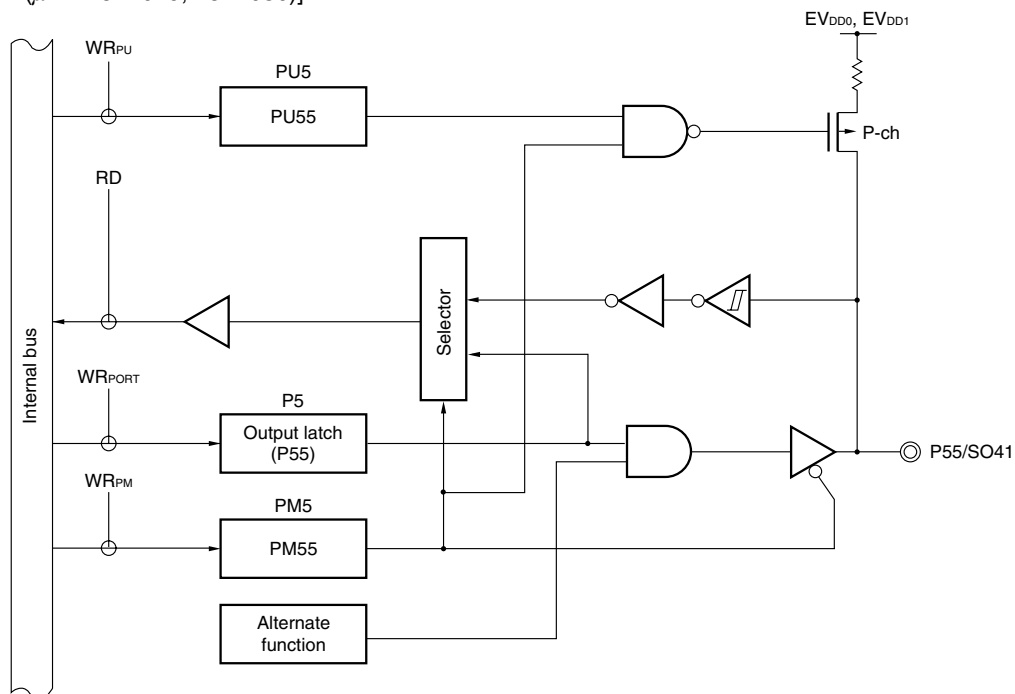 EVDD0, EVDD1
WRPU
PU5
PU55
P-ch
RD
Selector
Internal bus
WRPORT
P5
Output latch
(P55)
P55/SO41
WRPM
PM5
PM55
Alternate
function